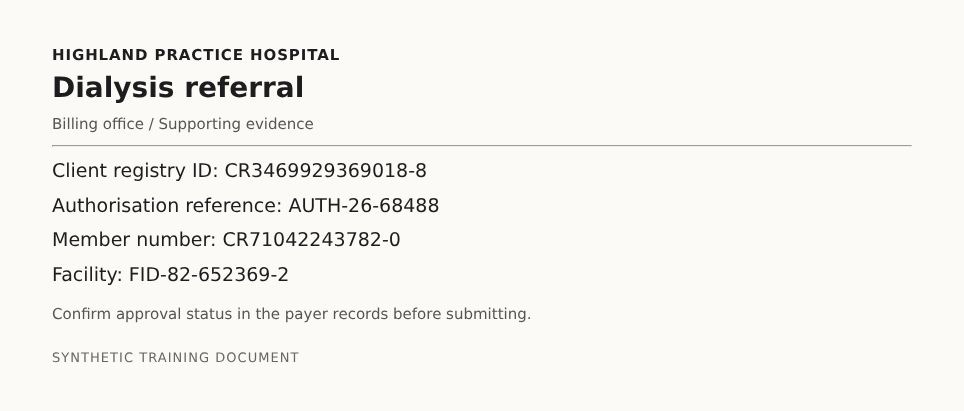 HIGHLAND PRACTICE HOSPITAL
Dialysis referral
Billing office / Supporting evidence
Client registry ID: CR3469929369018-8
Authorisation reference: AUTH-26-68488
Member number: CR71042243782-0
Facility: FID-82-652369-2
Confirm approval status in the payer records before submitting.
SYNTHETIC TRAINING DOCUMENT